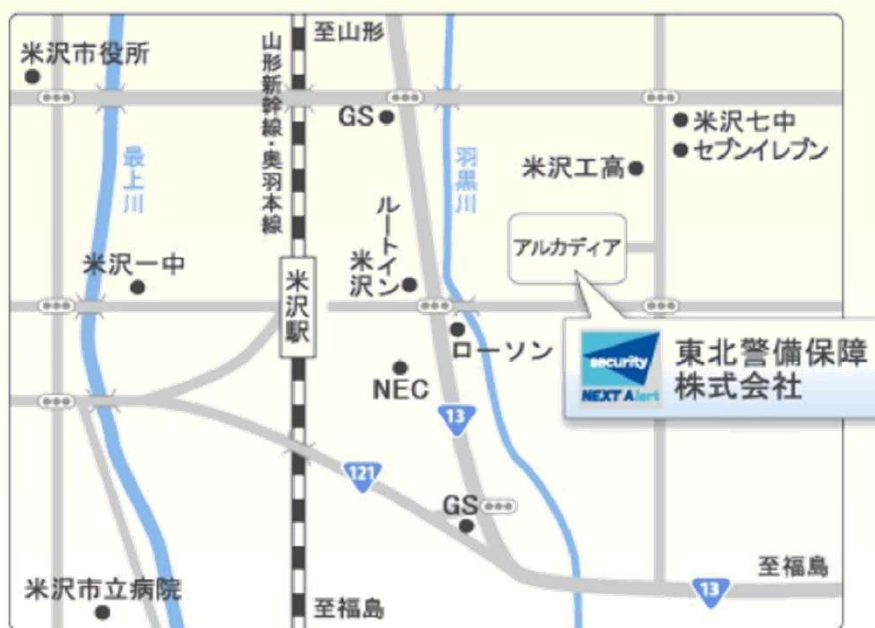 至山形
米沢市役所
山形新幹線・奥羽本線
GS
米沢七中
セブンイレブン
最上川
羽黒川
米沢工高
ルートイン
米沢
アルカディア
米沢一中
米沢駅
ローソン
security
NEXT Alert
東北警備保障
株式会社
NEC
13
121
GS
至福島
13
米沢市立病院
至福島